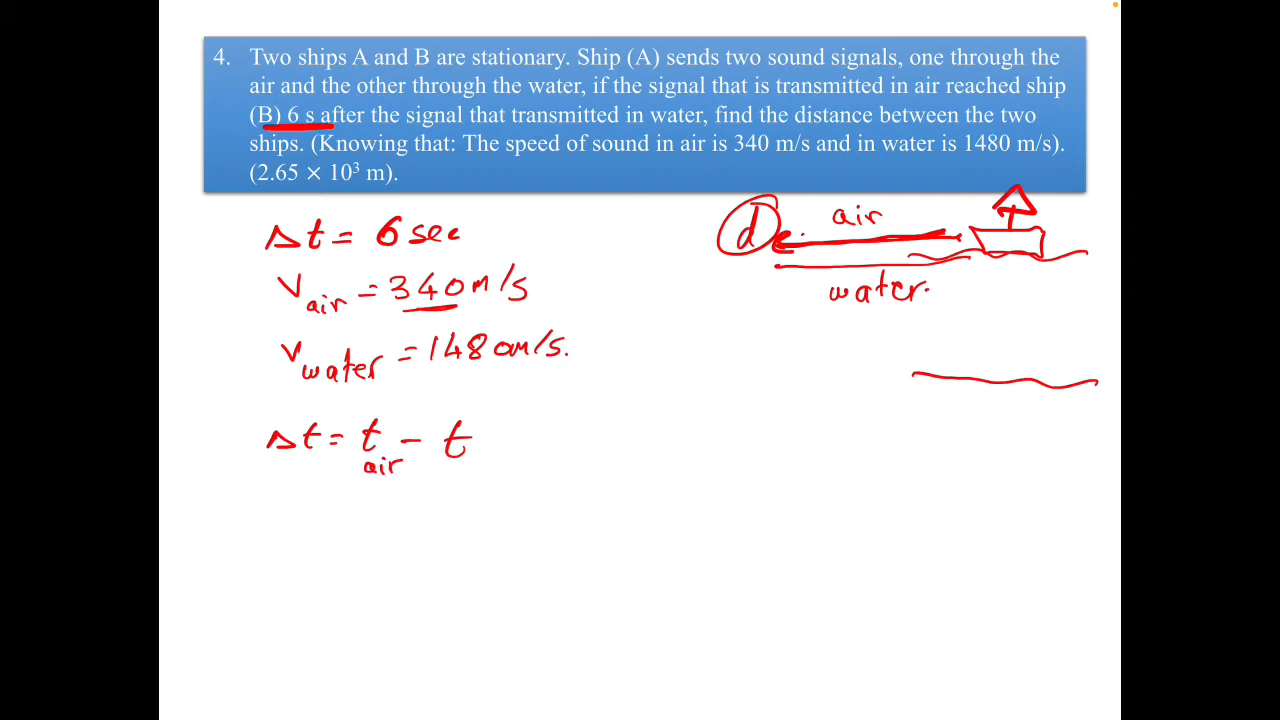 4. Two ships A and B are stationary. Ship (A) sends two sound signals, one through the
air and the other through the water, if the signal that is transmitted in air reached ship
(B) 6 s after the signal that transmitted in water, find the distance between the two
ships. (Knowing that: The speed of sound in air is 340 m/s and in water is 1480 m/s).
(2.65 × 10³ m).
Δt = 6 sec
V air = 340 m/s
V water = 1480 m/s.
Δt = t air - t
d
air
water.